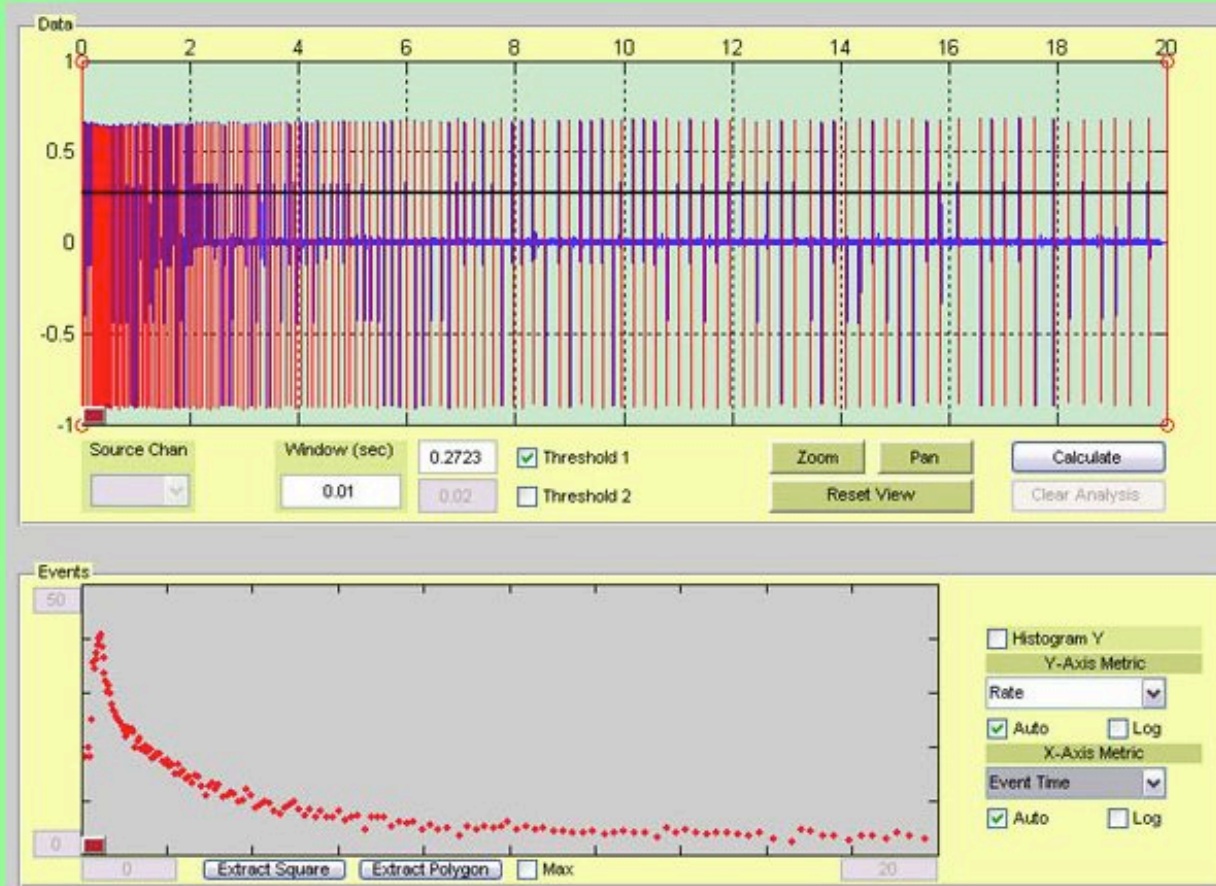 Data
0 2 4 6 8 10 12 14 16 18 20
1
0.5
0
-0.5
-1
Source Chan
Window (sec)
0.01
0.2723
0.02
Threshold 1
Threshold 2
Zoom
Pan
Reset View
Calculate
Clear Analysis
Events
50
0
0
Extract Square
Extract Polygon
Max
20
Histogram Y
Y-Axis Metric
Rate
Auto
Log
X-Axis Metric
Event Time
Auto
Log